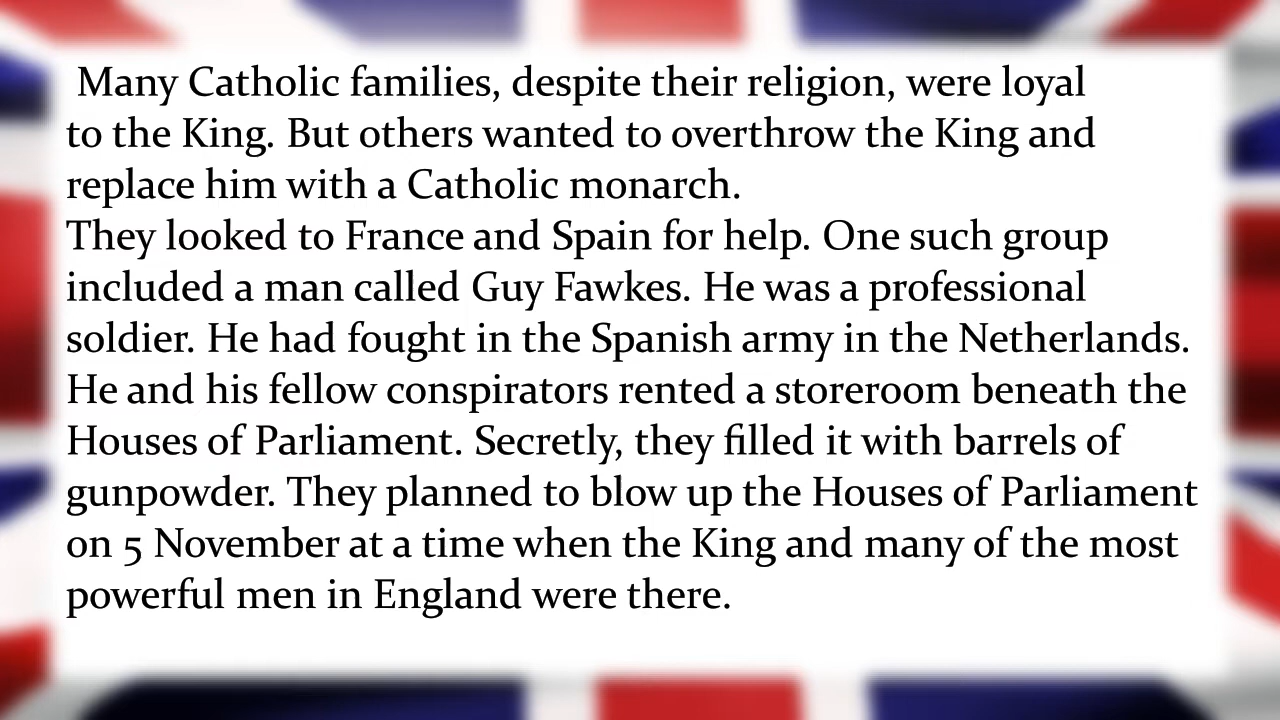 Many Catholic families, despite their religion, were loyal
to the King. But others wanted to overthrow the King and
replace him with a Catholic monarch.
They looked to France and Spain for help. One such group
included a man called Guy Fawkes. He was a professional
soldier. He had fought in the Spanish army in the Netherlands.
He and his fellow conspirators rented a storeroom beneath the
Houses of Parliament. Secretly, they filled it with barrels of
gunpowder. They planned to blow up the Houses of Parliament
on 5 November at a time when the King and many of the most
powerful men in England were there.